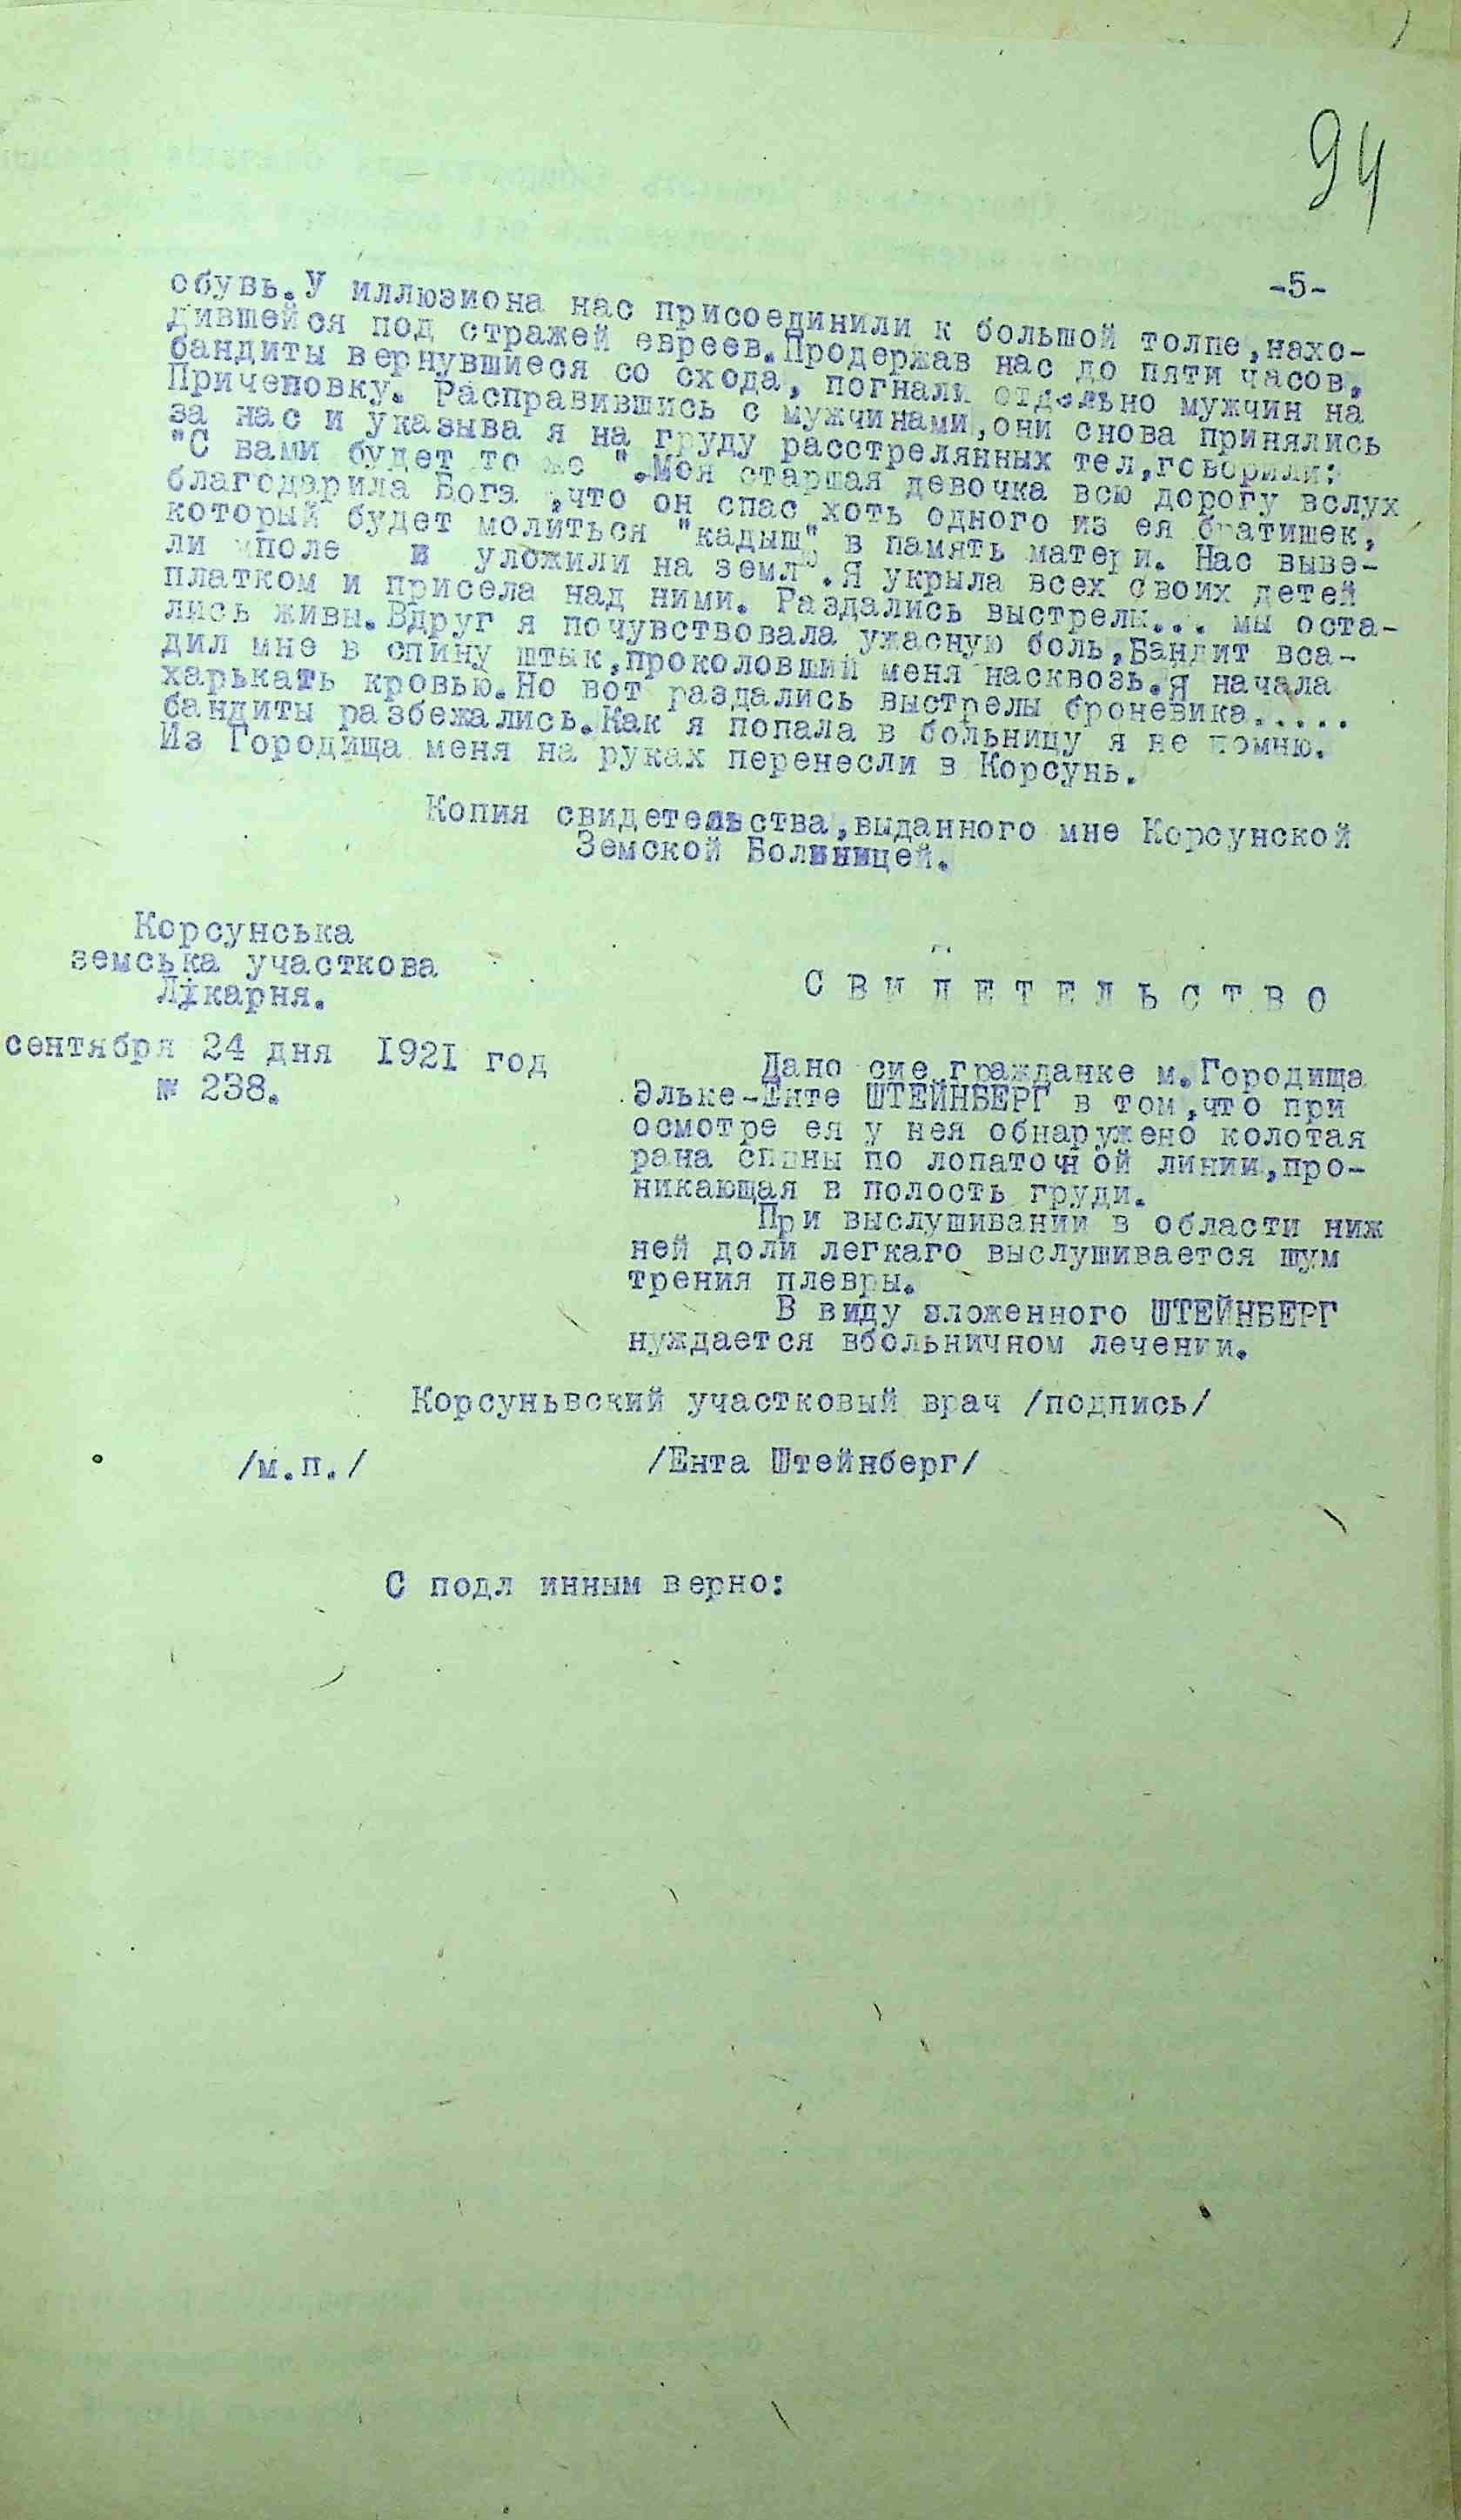 94
-5-
обувь.У иллюзиона нас присоединили к большой толпе,нахо-
дившейся под стражей евреев.Продержав нас до пяти часов,
бандиты вернувшиеся со схода, погнали отдельно мужчин на
Приченовку. Расправившись с мужчинами,они снова принялись
за нас и указыва я на груду расстрелянных тел,говорили:
"С вами будет то же ".Моя старшая девочка всю дорогу вслух
благодарила Бога ,что он спас хоть одного из ея братишек,
который будет молиться "кадыш" в память матери. Нас выве-
ли поле и уложили на земл .Я укрыла всех своих детей
платком и присела над ними. Раздались выстрелы... мы оста-
лись живы.Вдруг я почувствовала ужасную боль,Бандит вса-
дил мне в спину штык,проколовший меня насквозь.Я начала
харькать кровью.Но вот раздались выстрелы броневика.....
бандиты разбежались.Как я попала в больницу я не помню.
Из Городища меня на руках перенесли в Корсунь.
Копия свидетельства,выданного мне Корсунской
Земской Больницей.
Корсунська
земська участкова
Лікарня.
сентября 24 дня 1921 год
№ 238.
С В И Д Е Т Е Л Ь С Т В О
Дано сие гражданке м.Городища
Эльке-Енте ШТЕЙНБЕРГ в том,что при
осмотре ея у нея обнаружено колотая
рана спины по лопаточн ой линии,про-
никающая в полость груди.
При выслушивании в области ниж
ней доли легкаго выслушивается шум
трения плевры.
В виду зложенного ШТЕЙНБЕРГ
нуждается вбольничном лечении.
Корсуньвский участковый врач /подпись/
/м.п./ /Ента Штейнберг/
С подл инным верно: